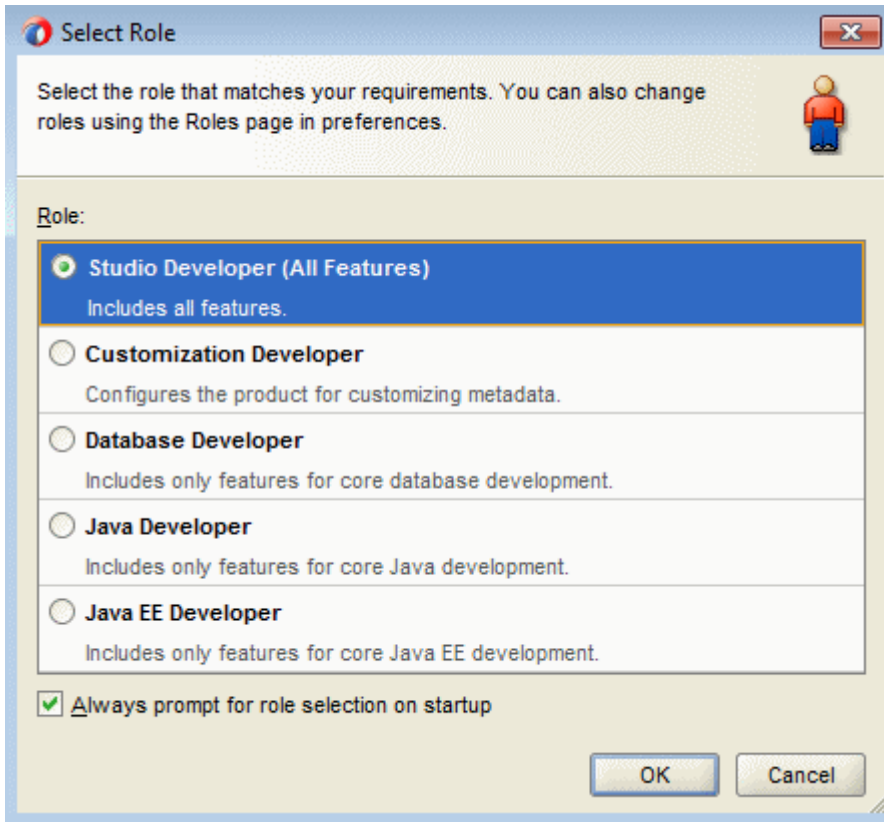 Select Role
Select the role that matches your requirements. You can also change
roles using the Roles page in preferences.
Role:
Studio Developer (All Features)
Includes all features.
Customization Developer
Configures the product for customizing metadata.
Database Developer
Includes only features for core database development.
Java Developer
Includes only features for core Java development.
Java EE Developer
Includes only features for core Java EE development.
Always prompt for role selection on startup
OK Cancel